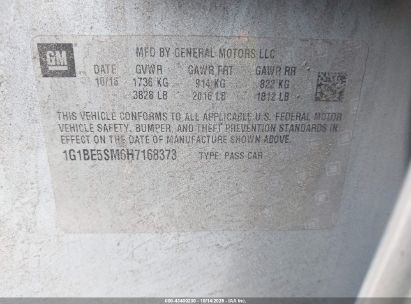 GM
MFD BY GENERAL MOTORS LLC
DATE GVWR GAWR FRT GAWR RR
10/16 1736 KG 914 KG 822 KG
3828 LB 2016 LB 1812 LB
THIS VEHICLE CONFORMS TO ALL APPLICABLE U.S. FEDERAL MOTOR
VEHICLE SAFETY, BUMPER, AND THEFT PREVENTION STANDARDS IN
EFFECT ON THE DATE OF MANUFACTURE SHOWN ABOVE.
1G1BE5SM6H7168373 TYPE: PASS CAR